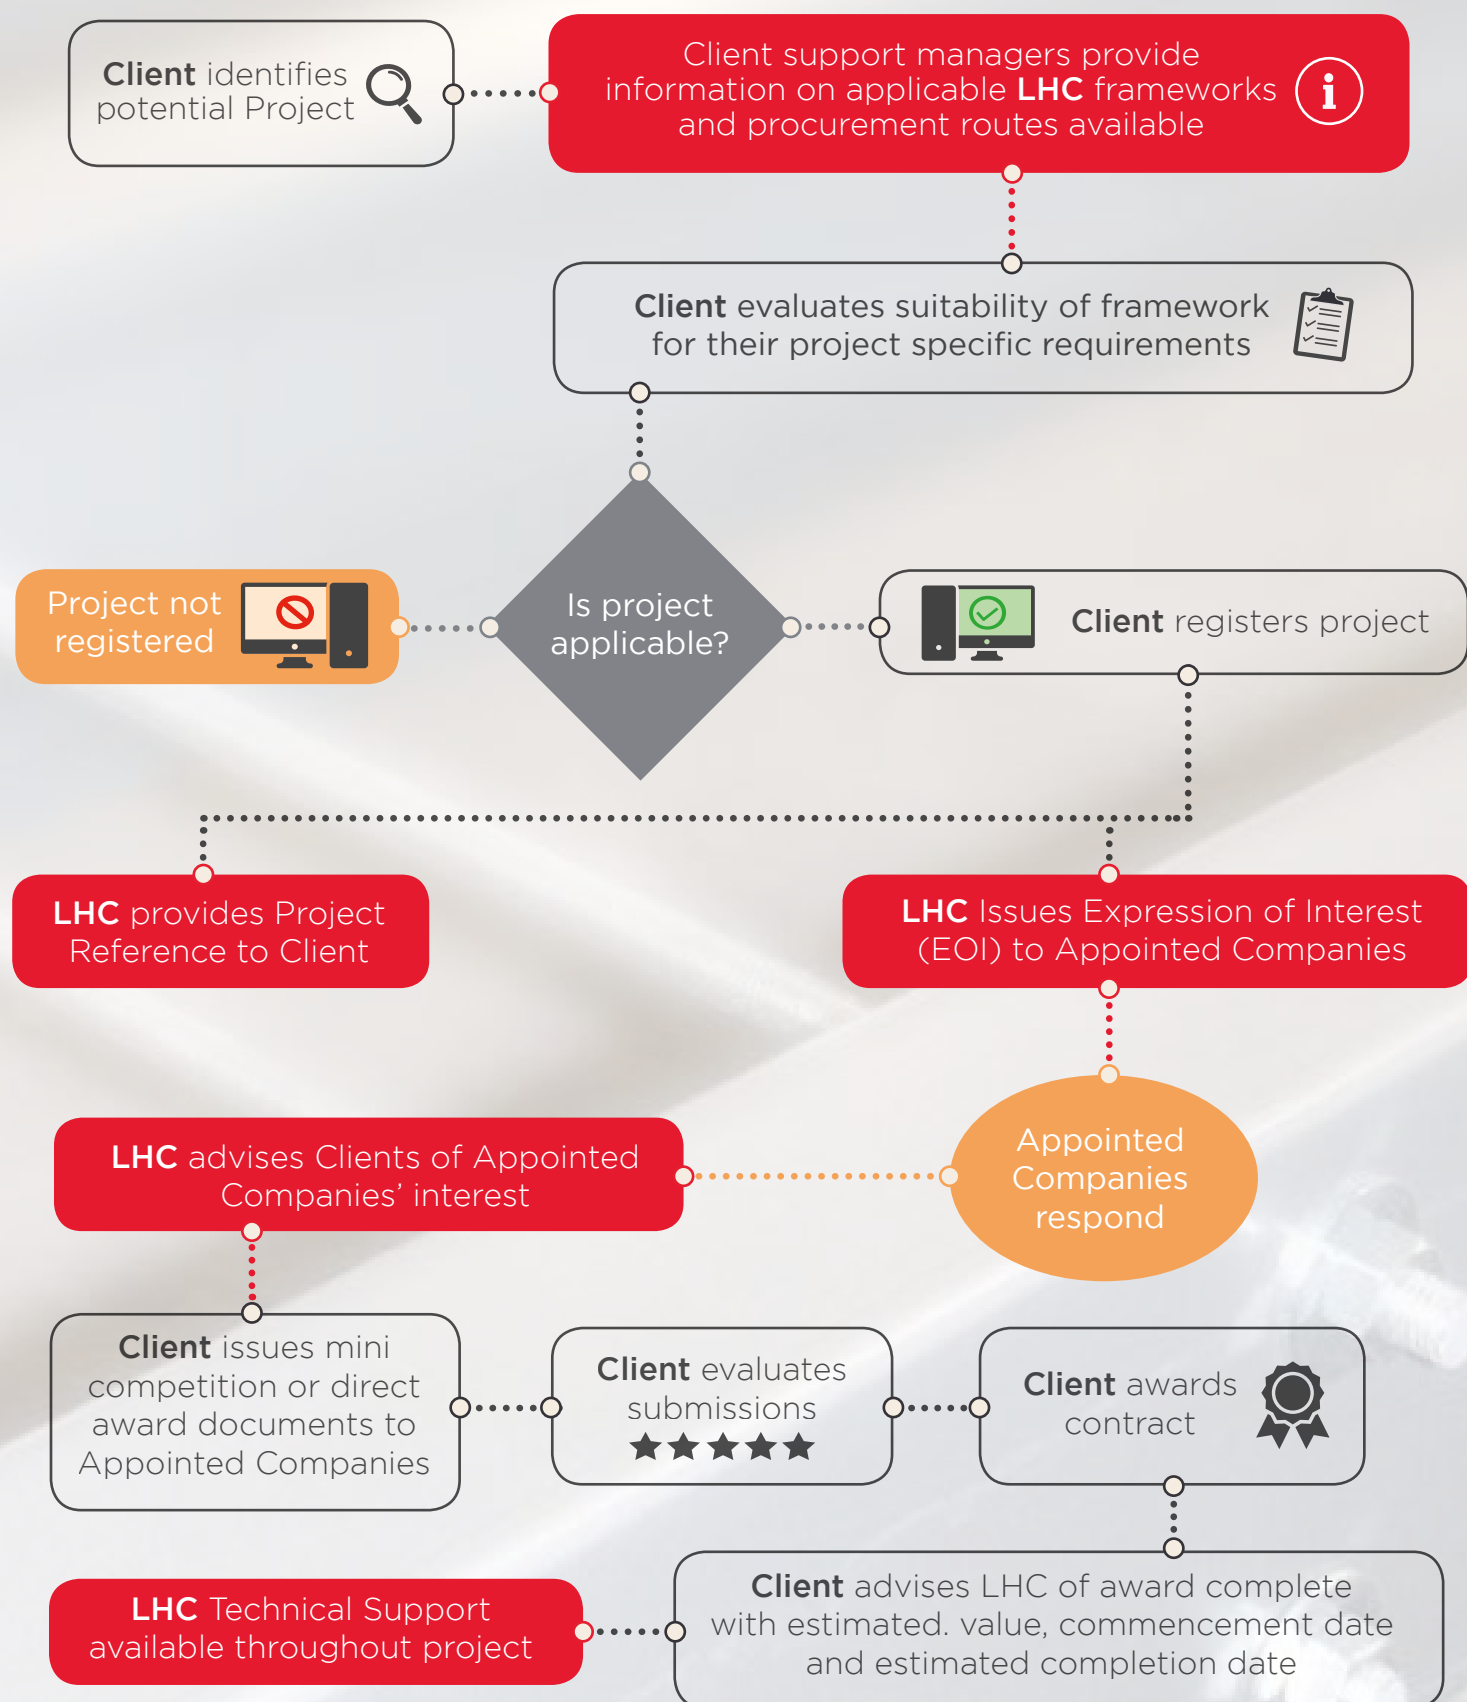 Client identifies
potential Project
Client support managers provide
information on applicable LHC frameworks
and procurement routes available
i
Client evaluates suitability of framework
for their project specific requirements
Project not
registered
Is project
applicable?
Client registers project
LHC provides Project
Reference to Client
LHC Issues Expression of Interest
(EOI) to Appointed Companies
LHC advises Clients of Appointed
Companies’ interest
Appointed
Companies
respond
Client issues mini
competition or direct
award documents to
Appointed Companies
Client evaluates
submissions
Client awards
contract
LHC Technical Support
available throughout project
Client advises LHC of award complete
with estimated. value, commencement date
and estimated completion date